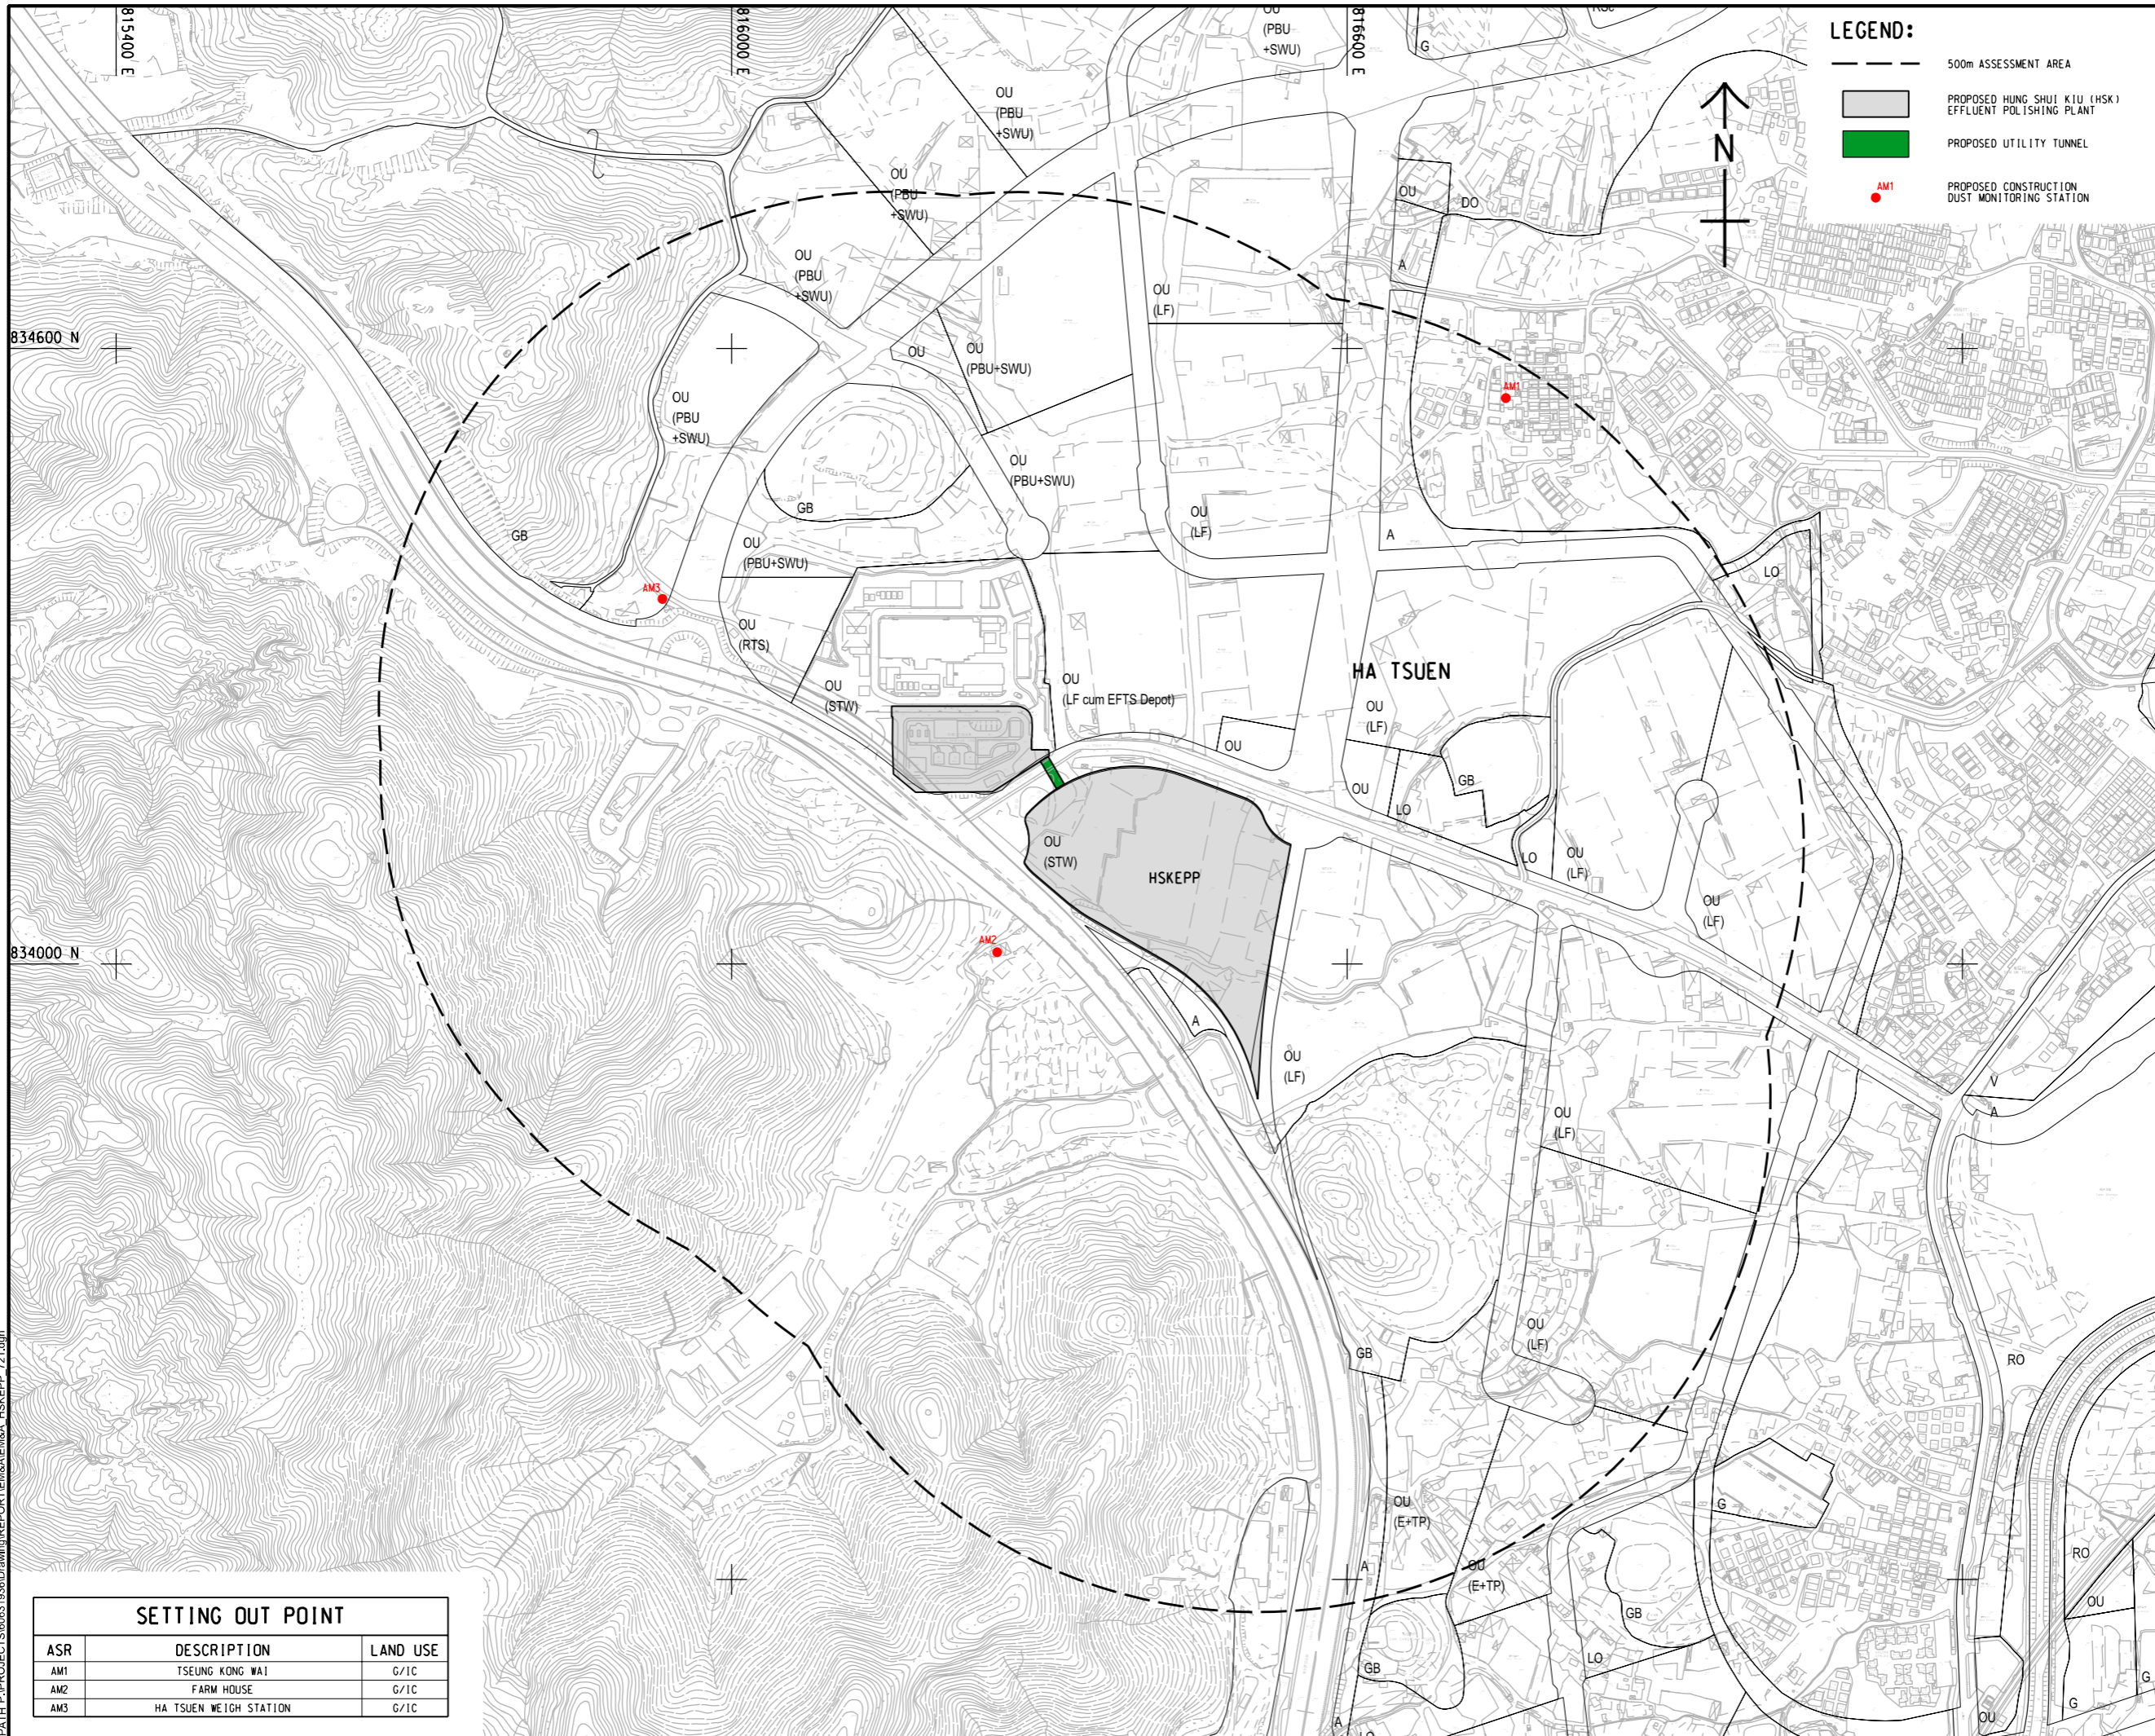 815400 E
816000 E
816600 E
LEGEND:
500m ASSESSMENT AREA
PROPOSED HUNG SHUI KIU (HSK)
EFFLUENT POLISHING PLANT
PROPOSED UTILITY TUNNEL
AM1
PROPOSED CONSTRUCTION
DUST MONITORING STATION
N
OU
(PBU
+SWU)
G
OU
(PBU
+SWU)
OU
(PBU
+SWU)
OU
DO
OU
(PBU
+SWU)
A
OU
(LF)
834600 N
OU
OU
(PBU+SWU)
AM1
OU
(PBU
+SWU)
OU
(PBU+SWU)
GB
OU
(LF)
GB
A
OU
(PBU+SWU)
LO
AM3
OU
(RTS)
HA TSUEN
OU
(STW)
OU
(LF cum EFTS Depot)
OU
(LF)
OU
GB
OU
LO
OU
(STW)
HSKEPP
LO
OU
(LF)
OU
(LF)
AM2
834000 N
A
OU
(LF)
V
A
OU
(LF)
OU
(LF)
GB
RO
OU
(E+TP)
G
RO
A
OU
(E+TP)
GB
OU
LO
GB
G
G
OU
A
SETTING OUT POINT
ASR DESCRIPTION LAND USE
AM1 TSEUNG KONG WAI G/IC
AM2 FARM HOUSE G/IC
AM3 HA TSUEN WEIGH STATION G/IC